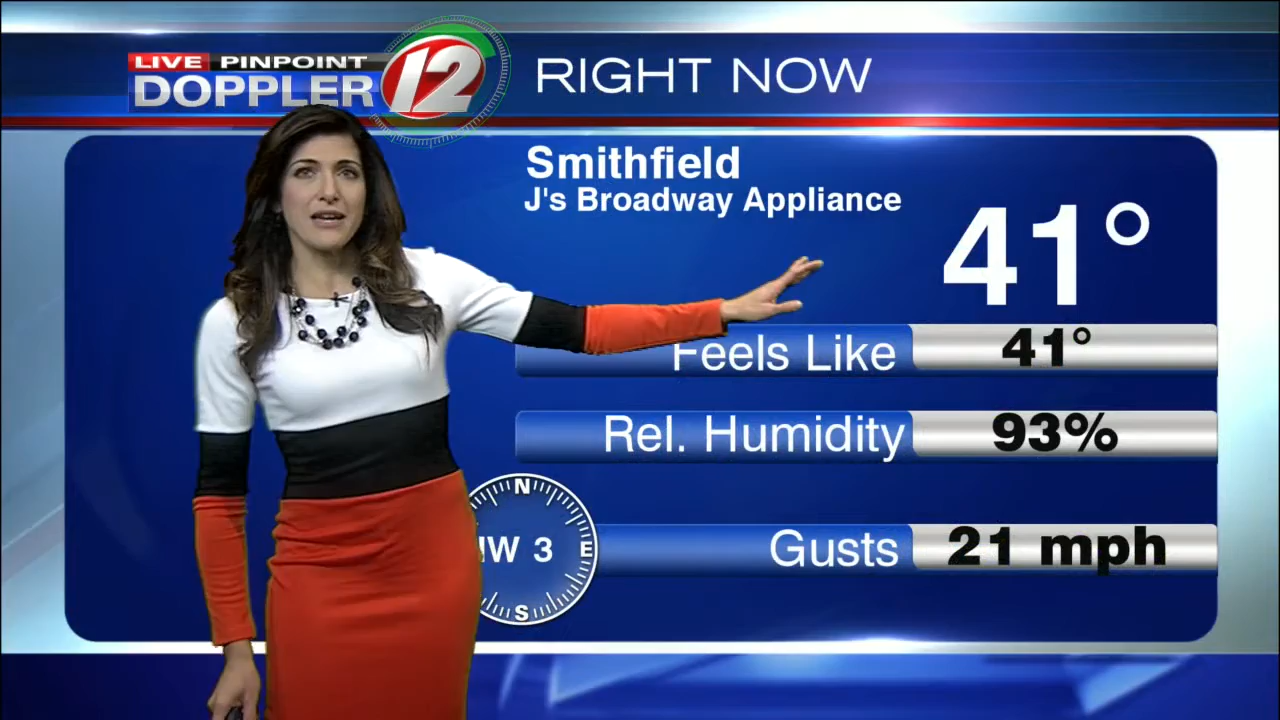 LIVE PINPOINT
DOPPLER 12
RIGHT NOW
Smithfield
J's Broadway Appliance
41°
Feels Like 41°
Rel. Humidity 93%
N
W 3
E
S
Gusts 21 mph